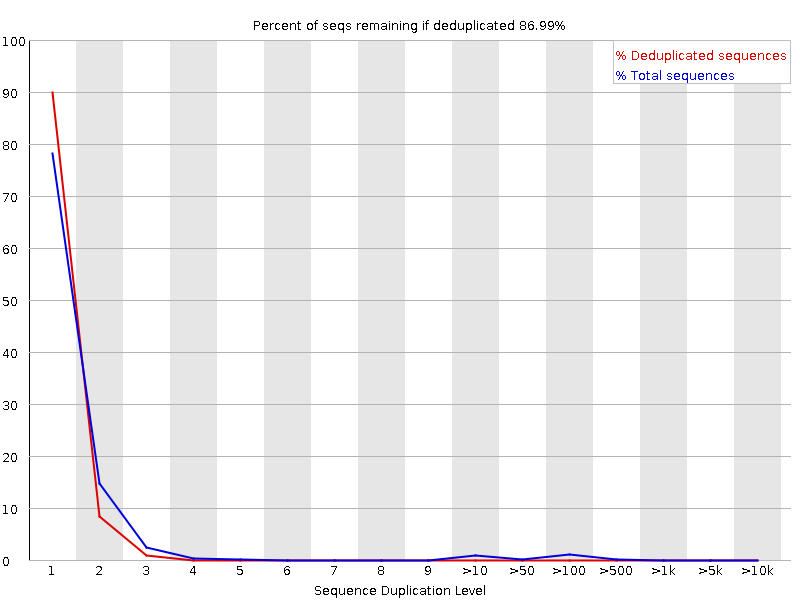 Percent of seqs remaining if deduplicated 86.99%
% Deduplicated sequences
% Total sequences
100
90
80
70
60
50
40
30
20
10
0
1 2 3 4 5 6 7 8 9 >10 >50 >100 >500 >1k >5k >10k
Sequence Duplication Level